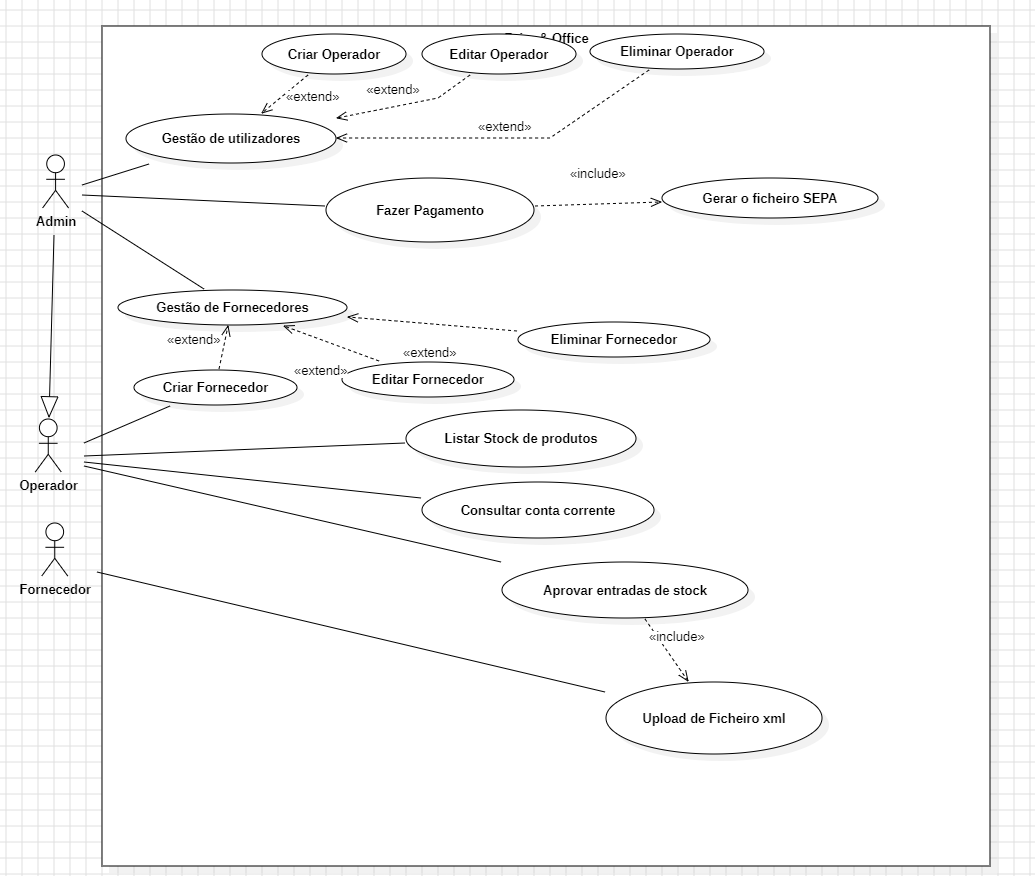 & Office
Criar Operador
Editar Operador
Eliminar Operador
«extend»
«extend»
«extend»
Gestão de utilizadores
«include»
Admin
Fazer Pagamento
Gerar o ficheiro SEPA
Gestão de Fornecedores
«extend»
Eliminar Fornecedor
«extend»
«extend»
Criar Fornecedor
Editar Fornecedor
Listar Stock de produtos
Operador
Consultar conta corrente
Fornecedor
Aprovar entradas de stock
«include»
Upload de Ficheiro xml